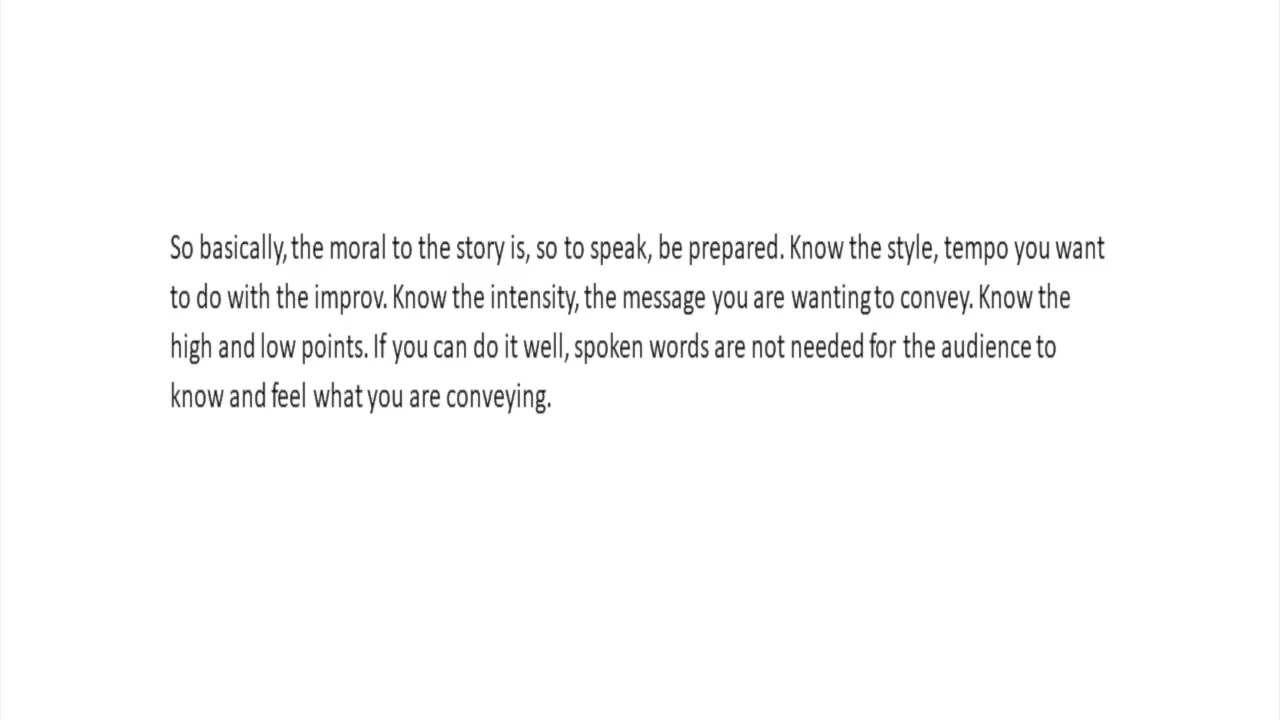 So basically, the moral to the story is, so to speak, be prepared. Know the style, tempo you want
to do with the improv. Know the intensity, the message you are wanting to convey. Know the
high and low points. If you can do it well, spoken words are not needed for the audience to
know and feel what you are conveying.